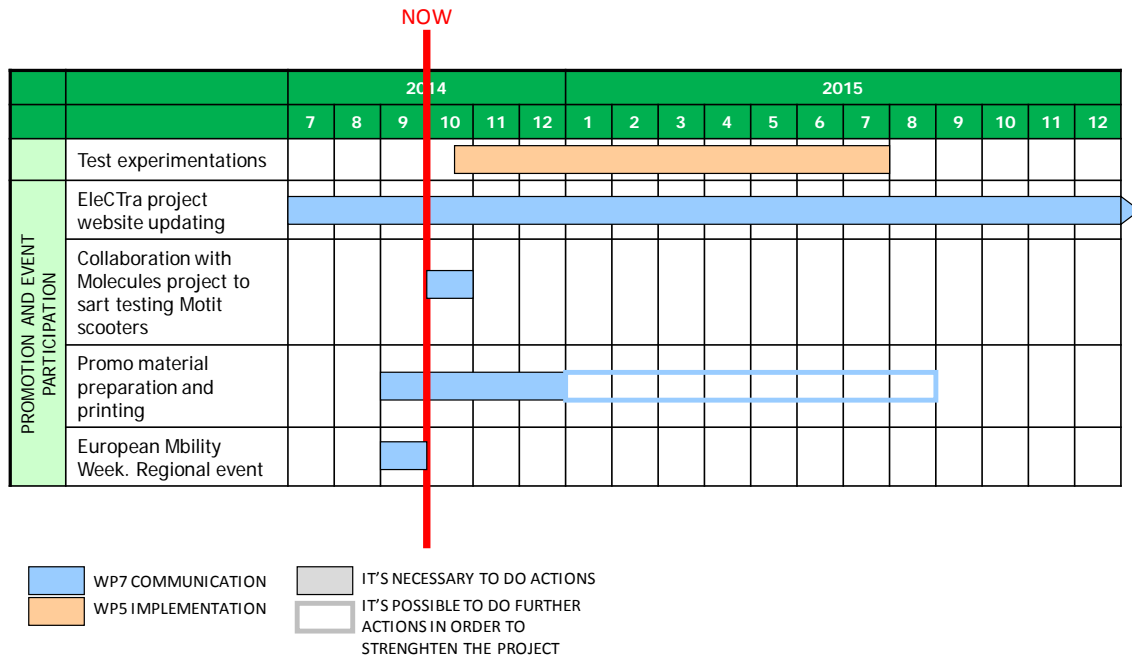 NOW
2014 2015
7 8 9 10 11 12 1 2 3 4 5 6 7 8 9 10 11 12
Test experimentations
PROMOTION AND EVENT
PARTICIPATION
EleCTra project
website updating
Collaboration with
Molecules project to
sart testing Motit
scooters
Promo material
preparation and
printing
European Mbility
Week. Regional event
WP7 COMMUNICATION
WP5 IMPLEMENTATION
IT'S NECESSARY TO DO ACTIONS
IT'S POSSIBLE TO DO FURTHER
ACTIONS IN ORDER TO
STRENGHTEN THE PROJECT